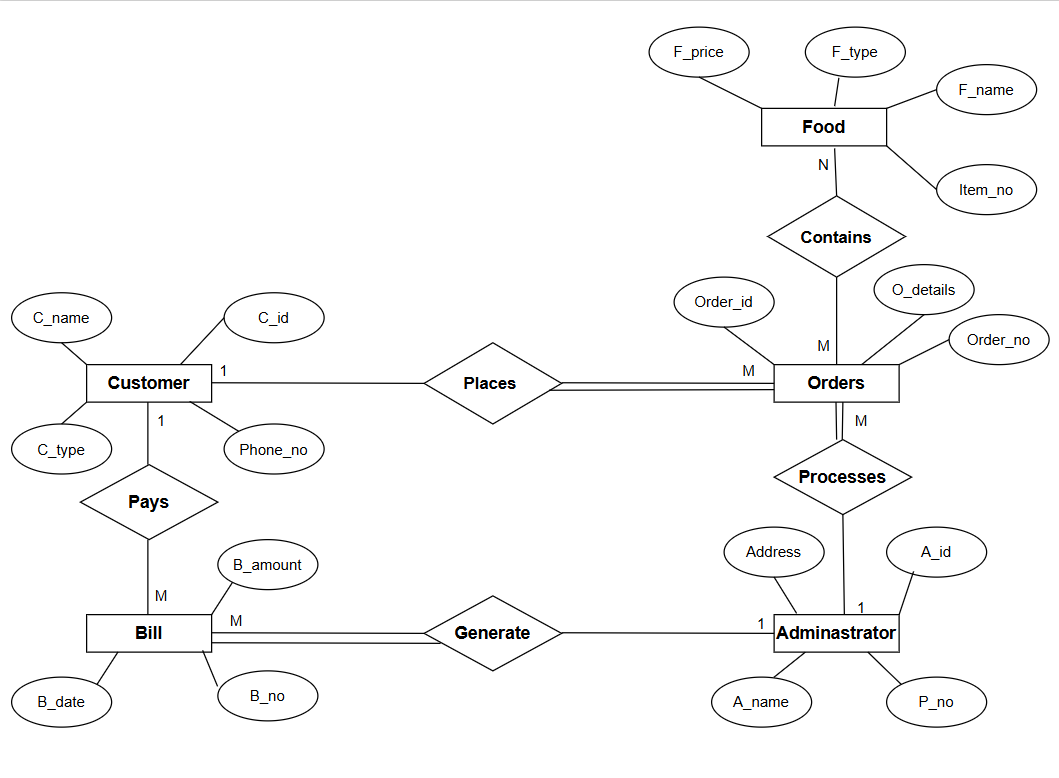 F_price
F_type
F_name
Food
N
Item_no
Contains
Order_id
O_details
Order_no
M
C_name
C_id
Customer
1
Places
M
Orders
1
M
C_type
Phone_no
Pays
Processes
Address
A_id
B_amount
M
M
1
1
Bill
Generate
Adminastrator
B_date
B_no
A_name
P_no